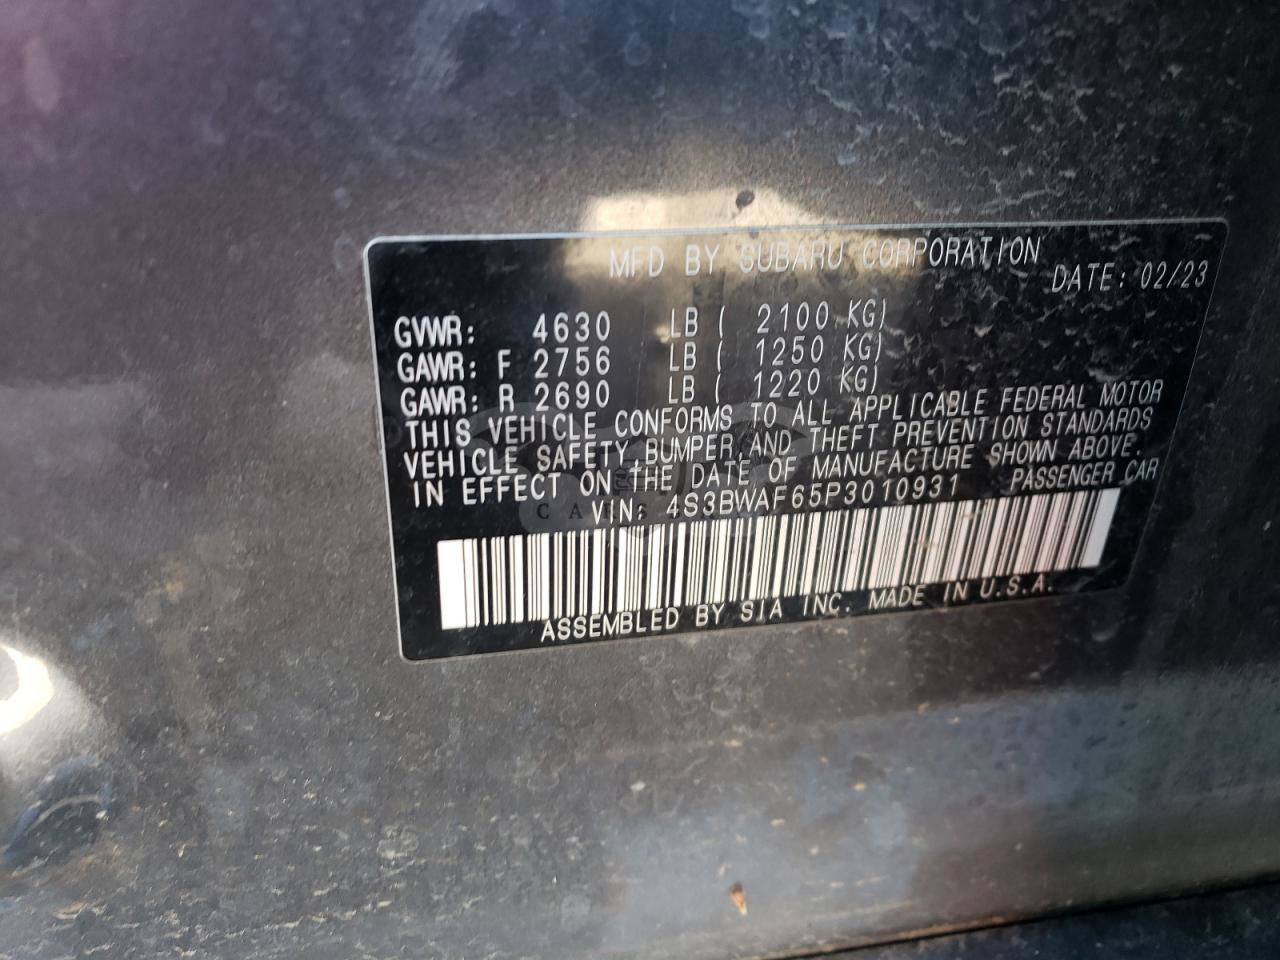 MFD BY SUBARU CORPORATION
DATE: 02/23
GVWR: 4630 LB ( 2100 KG)
GAWR: F 2756 LB ( 1250 KG)
GAWR: R 2690 LB ( 1220 KG)
THIS VEHICLE CONFORMS TO ALL APPLICABLE FEDERAL MOTOR
VEHICLE SAFETY, BUMPER, AND THEFT PREVENTION STANDARDS
IN EFFECT ON THE DATE OF MANUFACTURE SHOWN ABOVE.
VIN: 4S3BWAF65P3010931 PASSENGER CAR
ASSEMBLED BY SIA INC. MADE IN U.S.A.